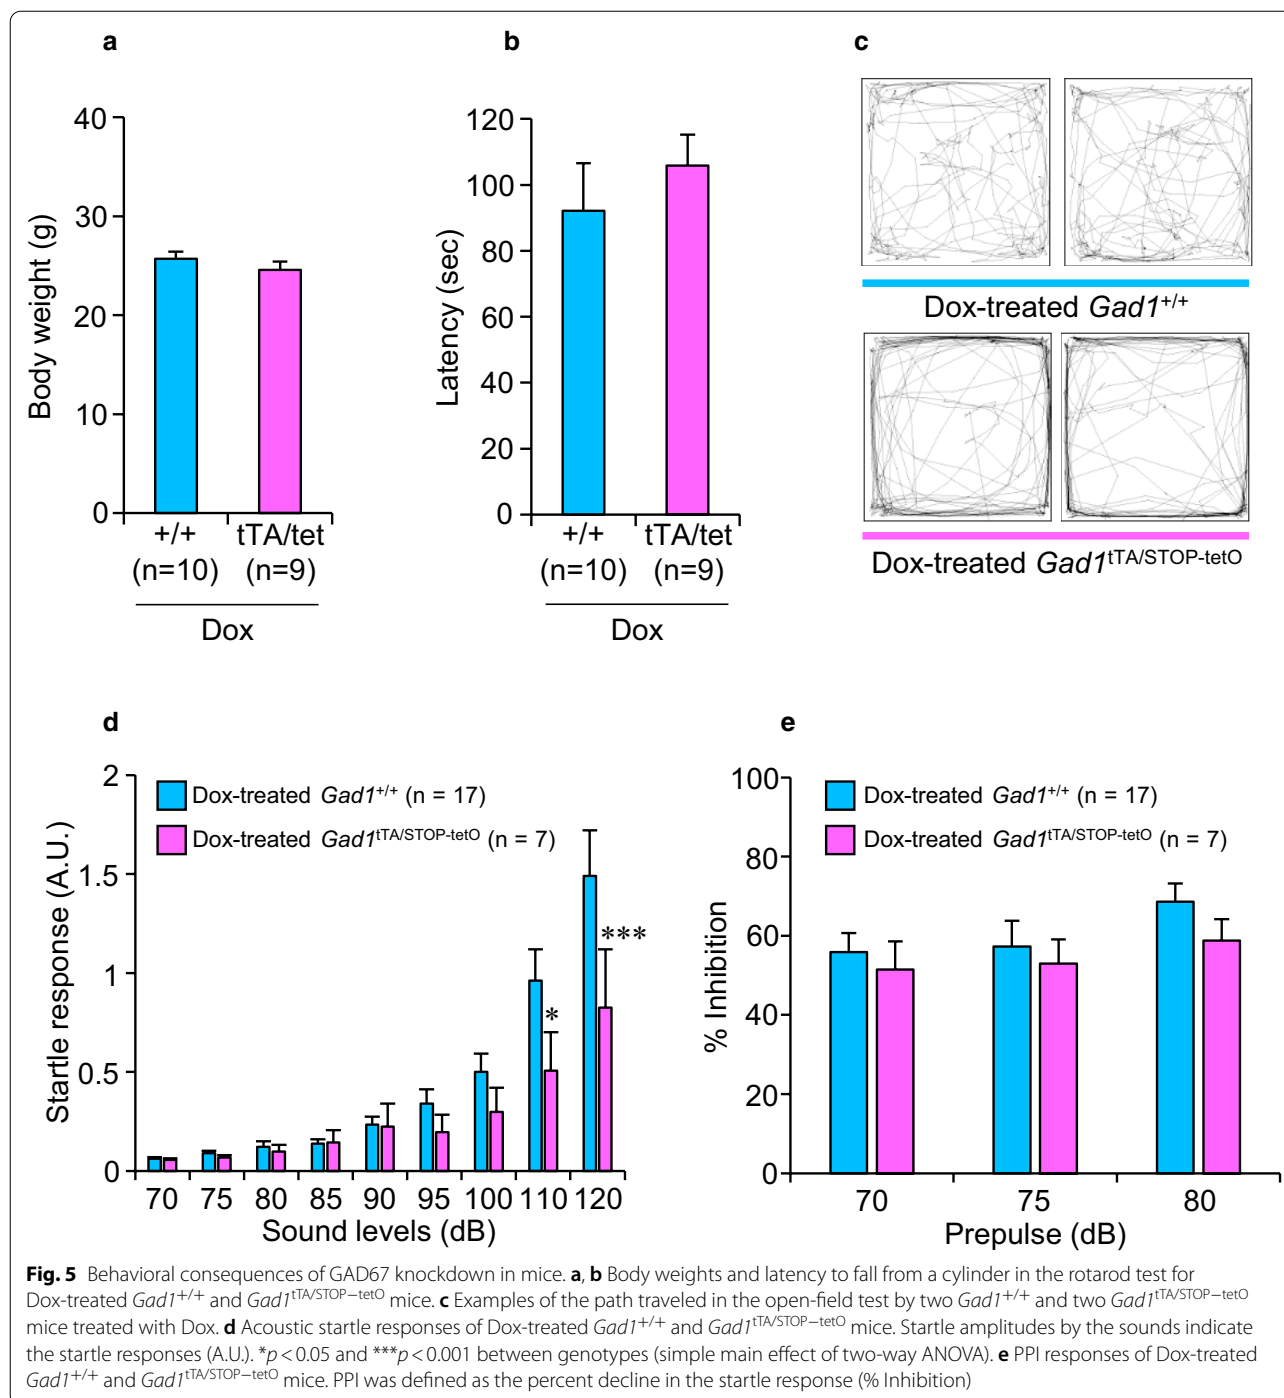 a
40
30
20
10
0
Body weight (g)
+/+ tTA/tet
(n=10) (n=9)
Dox
b
120
100
80
60
40
20
0
Latency (sec)
+/+ tTA/tet
(n=10) (n=9)
Dox
c
Dox-treated Gad1+/+
Dox-treated Gad1tTA/STOP-tetO
d
2
1.5
1
0.5
0
Startle response (A.U.)
Dox-treated Gad1+/+ (n = 17)
Dox-treated Gad1tTA/STOP-tetO (n = 7)
*
***
70 75 80 85 90 95 100 110 120
Sound levels (dB)
e
100
80
60
40
20
0
% Inhibition
Dox-treated Gad1+/+ (n = 17)
Dox-treated Gad1tTA/STOP-tetO (n = 7)
70 75 80
Prepulse (dB)
Fig. 5 Behavioral consequences of GAD67 knockdown in mice. a, b Body weights and latency to fall from a cylinder in the rotarod test for
Dox-treated Gad1+/+ and Gad1tTA/STOP−tetO mice. c Examples of the path traveled in the open-field test by two Gad1+/+ and two Gad1tTA/STOP−tetO
mice treated with Dox. d Acoustic startle responses of Dox-treated Gad1+/+ and Gad1tTA/STOP−tetO mice. Startle amplitudes by the sounds indicate
the startle responses (A.U.). *p < 0.05 and ***p < 0.001 between genotypes (simple main effect of two-way ANOVA). e PPI responses of Dox-treated
Gad1+/+ and Gad1tTA/STOP−tetO mice. PPI was defined as the percent decline in the startle response (% Inhibition)